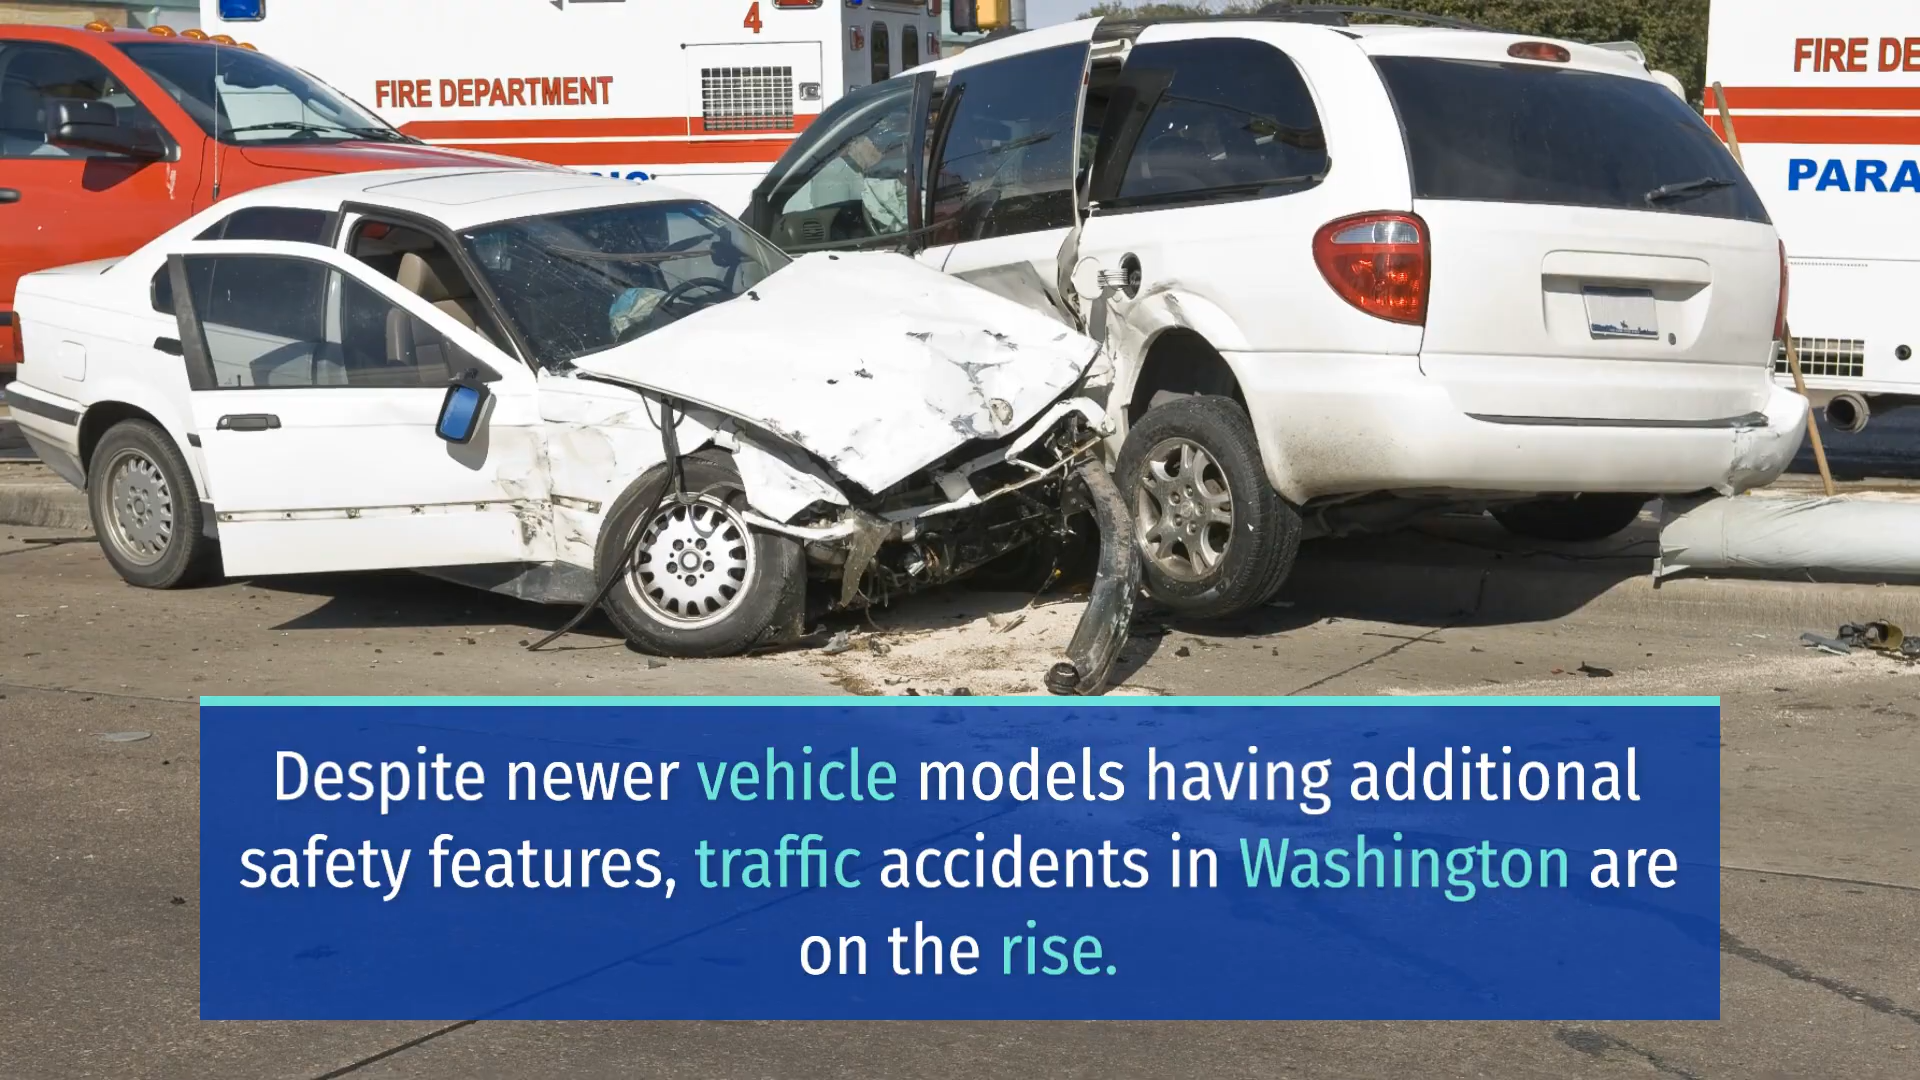 4
FIRE DEPARTMENT
FIRE DE
PARA
Despite newer vehicle models having additional
safety features, traffic accidents in Washington are
on the rise.